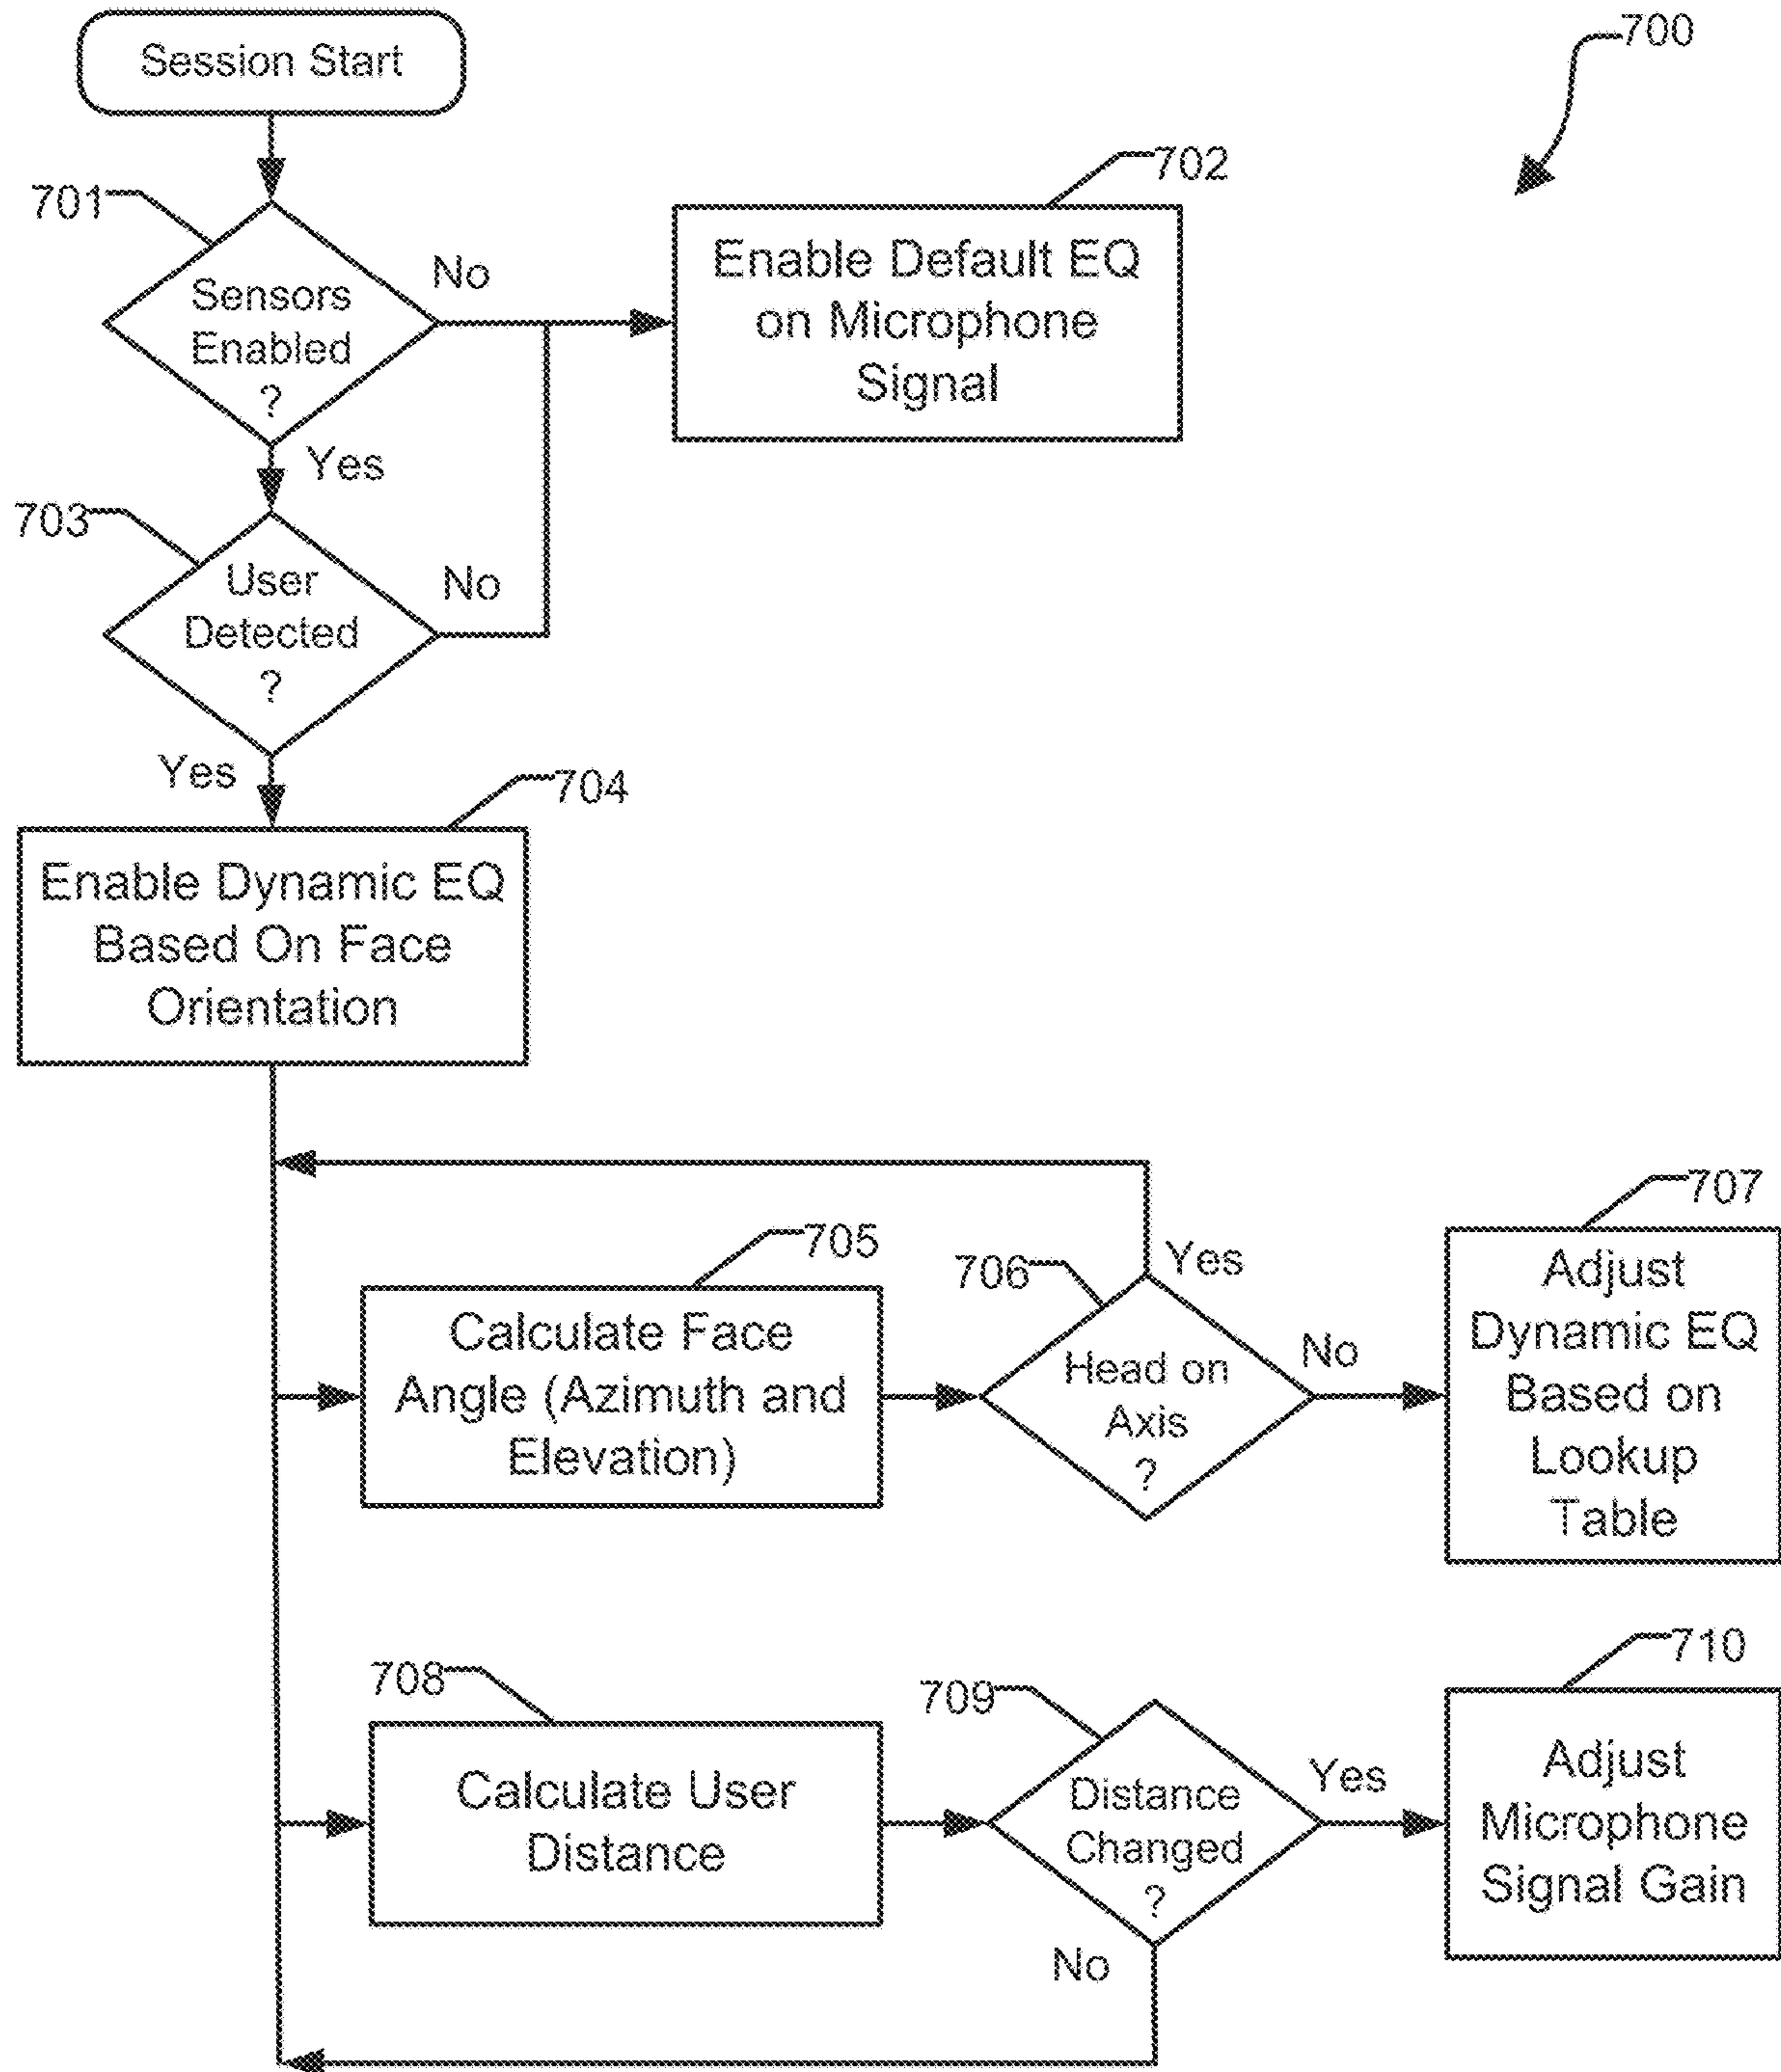 Session Start
700
701
702
Sensors
Enabled
?
No
Enable Default EQ
on Microphone
Signal
Yes
703
User
Detected
?
No
Yes
704
Enable Dynamic EQ
Based On Face
Orientation
705
Calculate Face
Angle (Azimuth and
Elevation)
706
Yes
Head on
Axis
?
No
707
Adjust
Dynamic EQ
Based on
Lookup
Table
708
Calculate User
Distance
709
Distance
Changed
?
Yes
No
710
Adjust
Microphone
Signal Gain